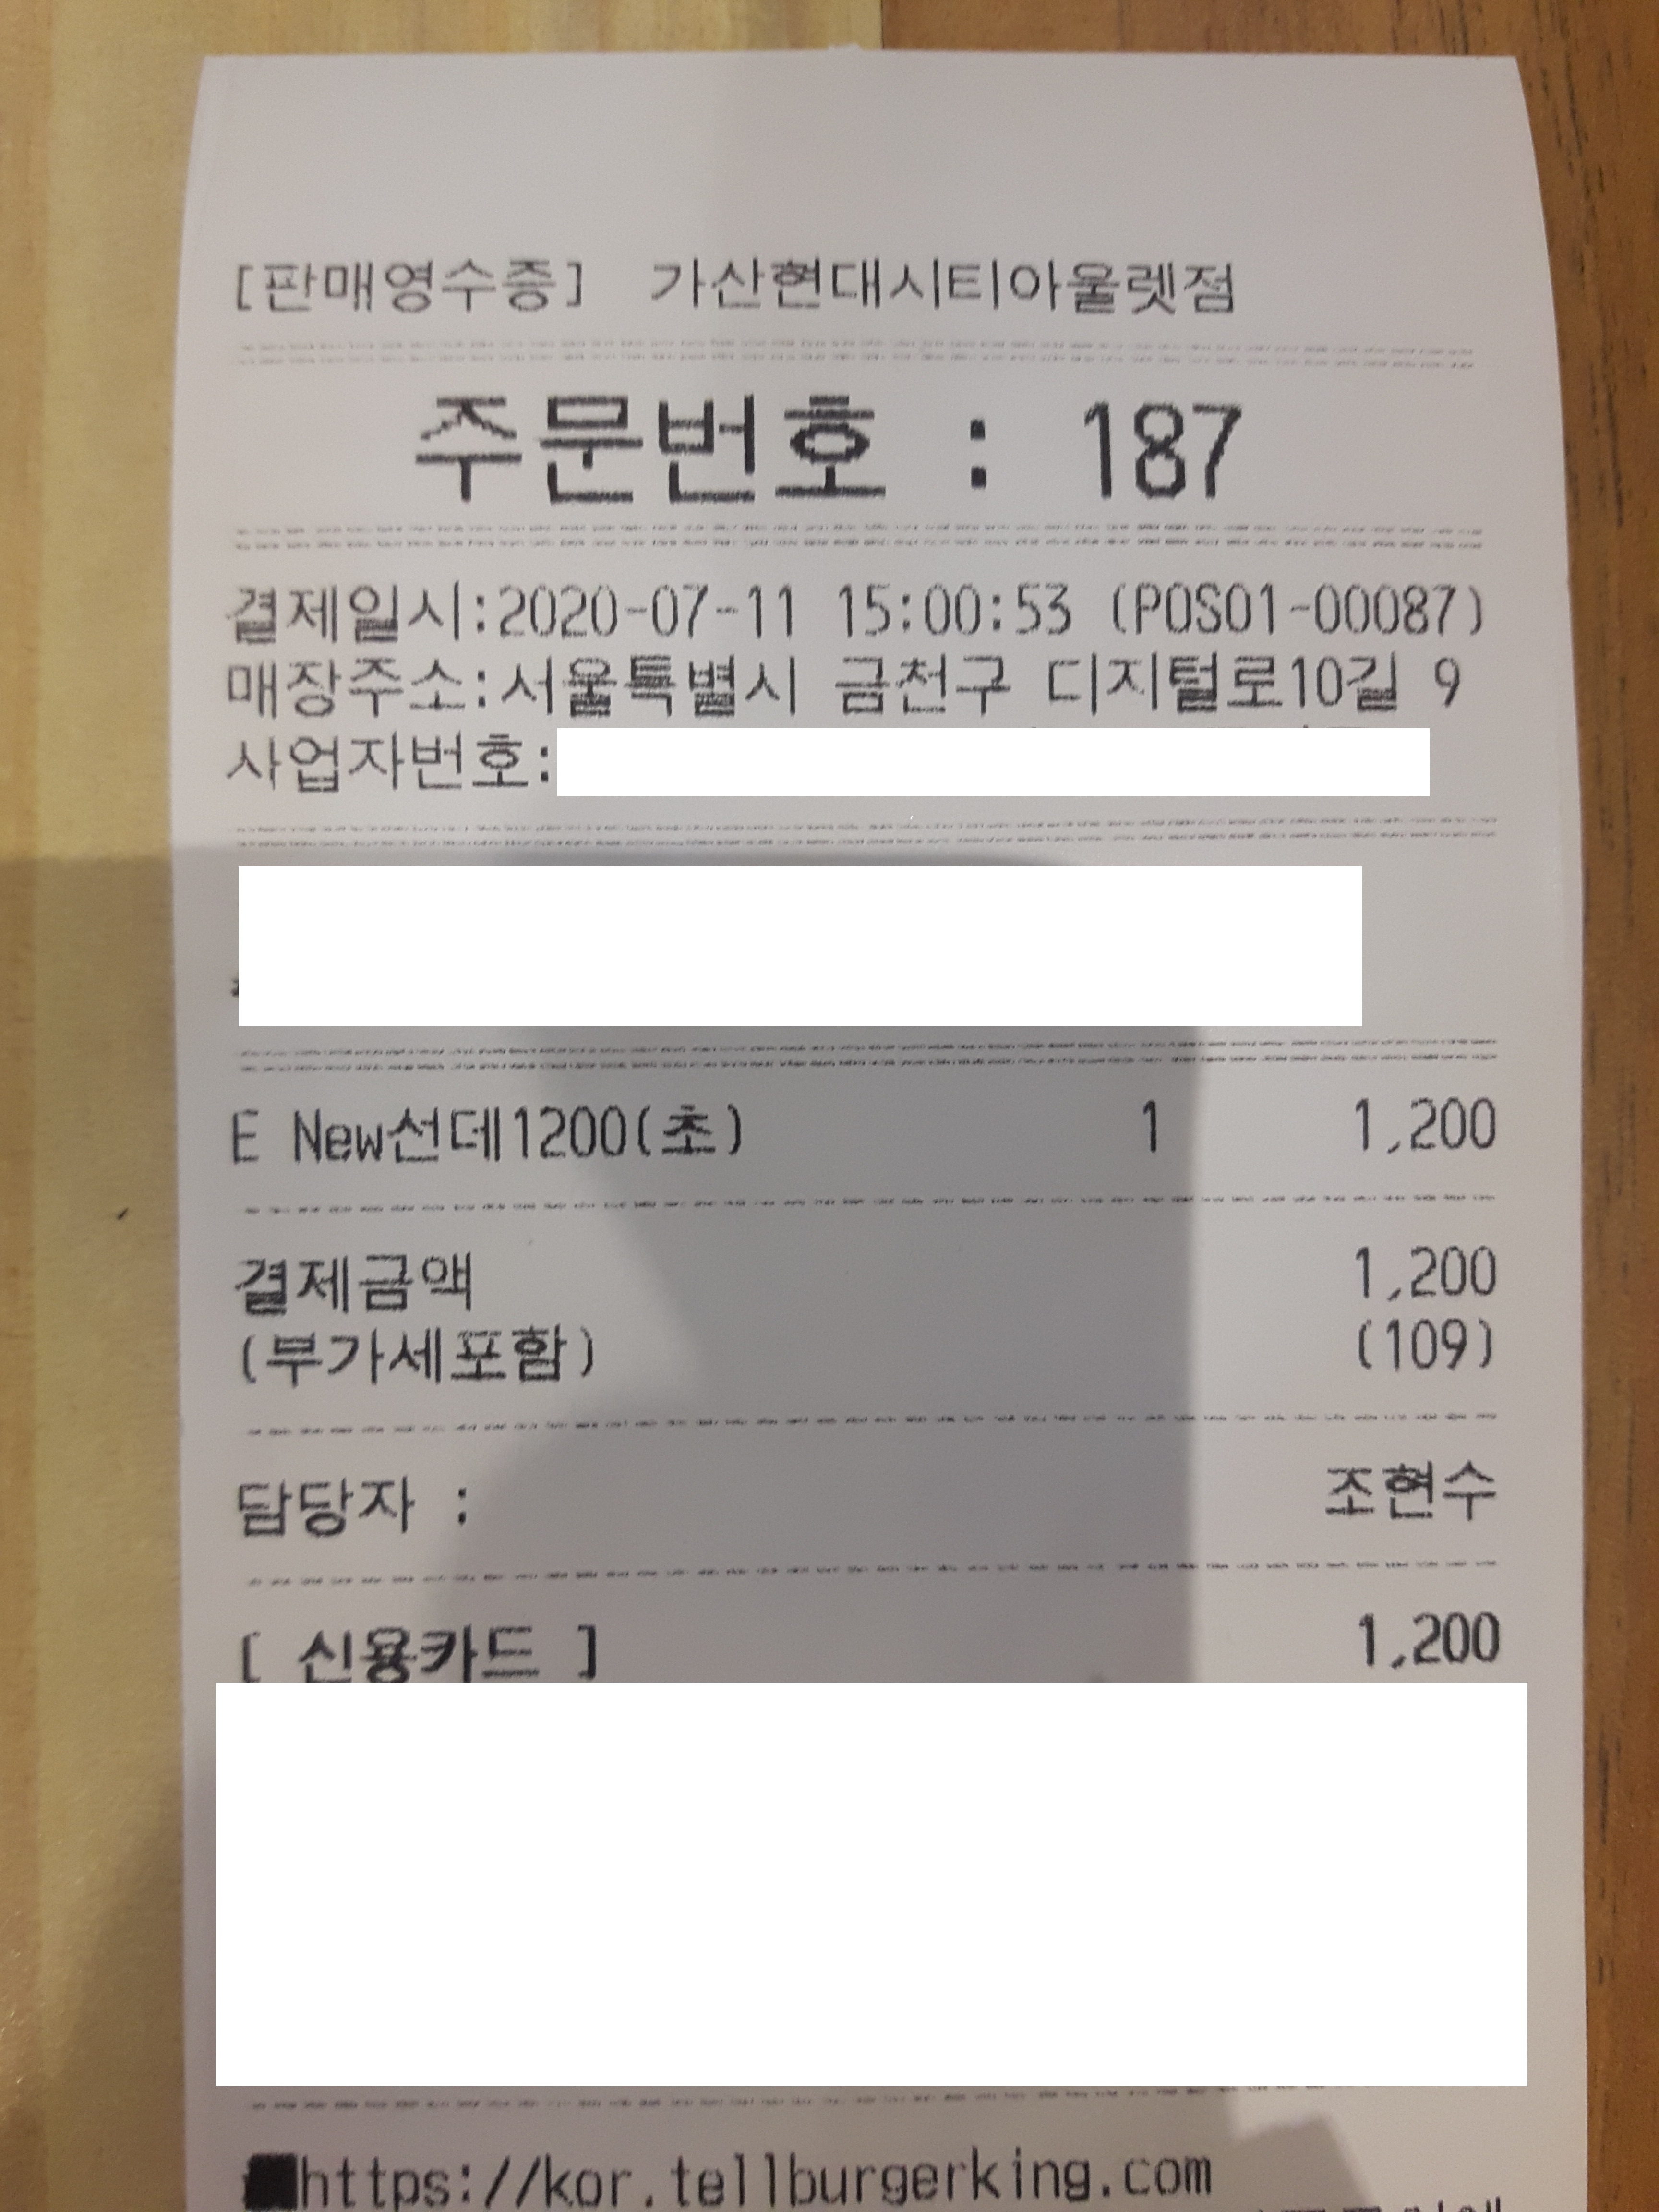 [판매영수증] 가산현대시티아울렛점
주문번호 : 187
결제일시:2020-07-11 15:00:53 (POS01-00087)
매장주소:서울특별시 금천구 디지털로10길 9
사업자번호:
E New선데1200(초) 1 1,200
결제금액 1,200
(부가세포함) (109)
담당자 : 조현수
[ 신용카드 ] 1,200
■https://kor.tellburgerking.com